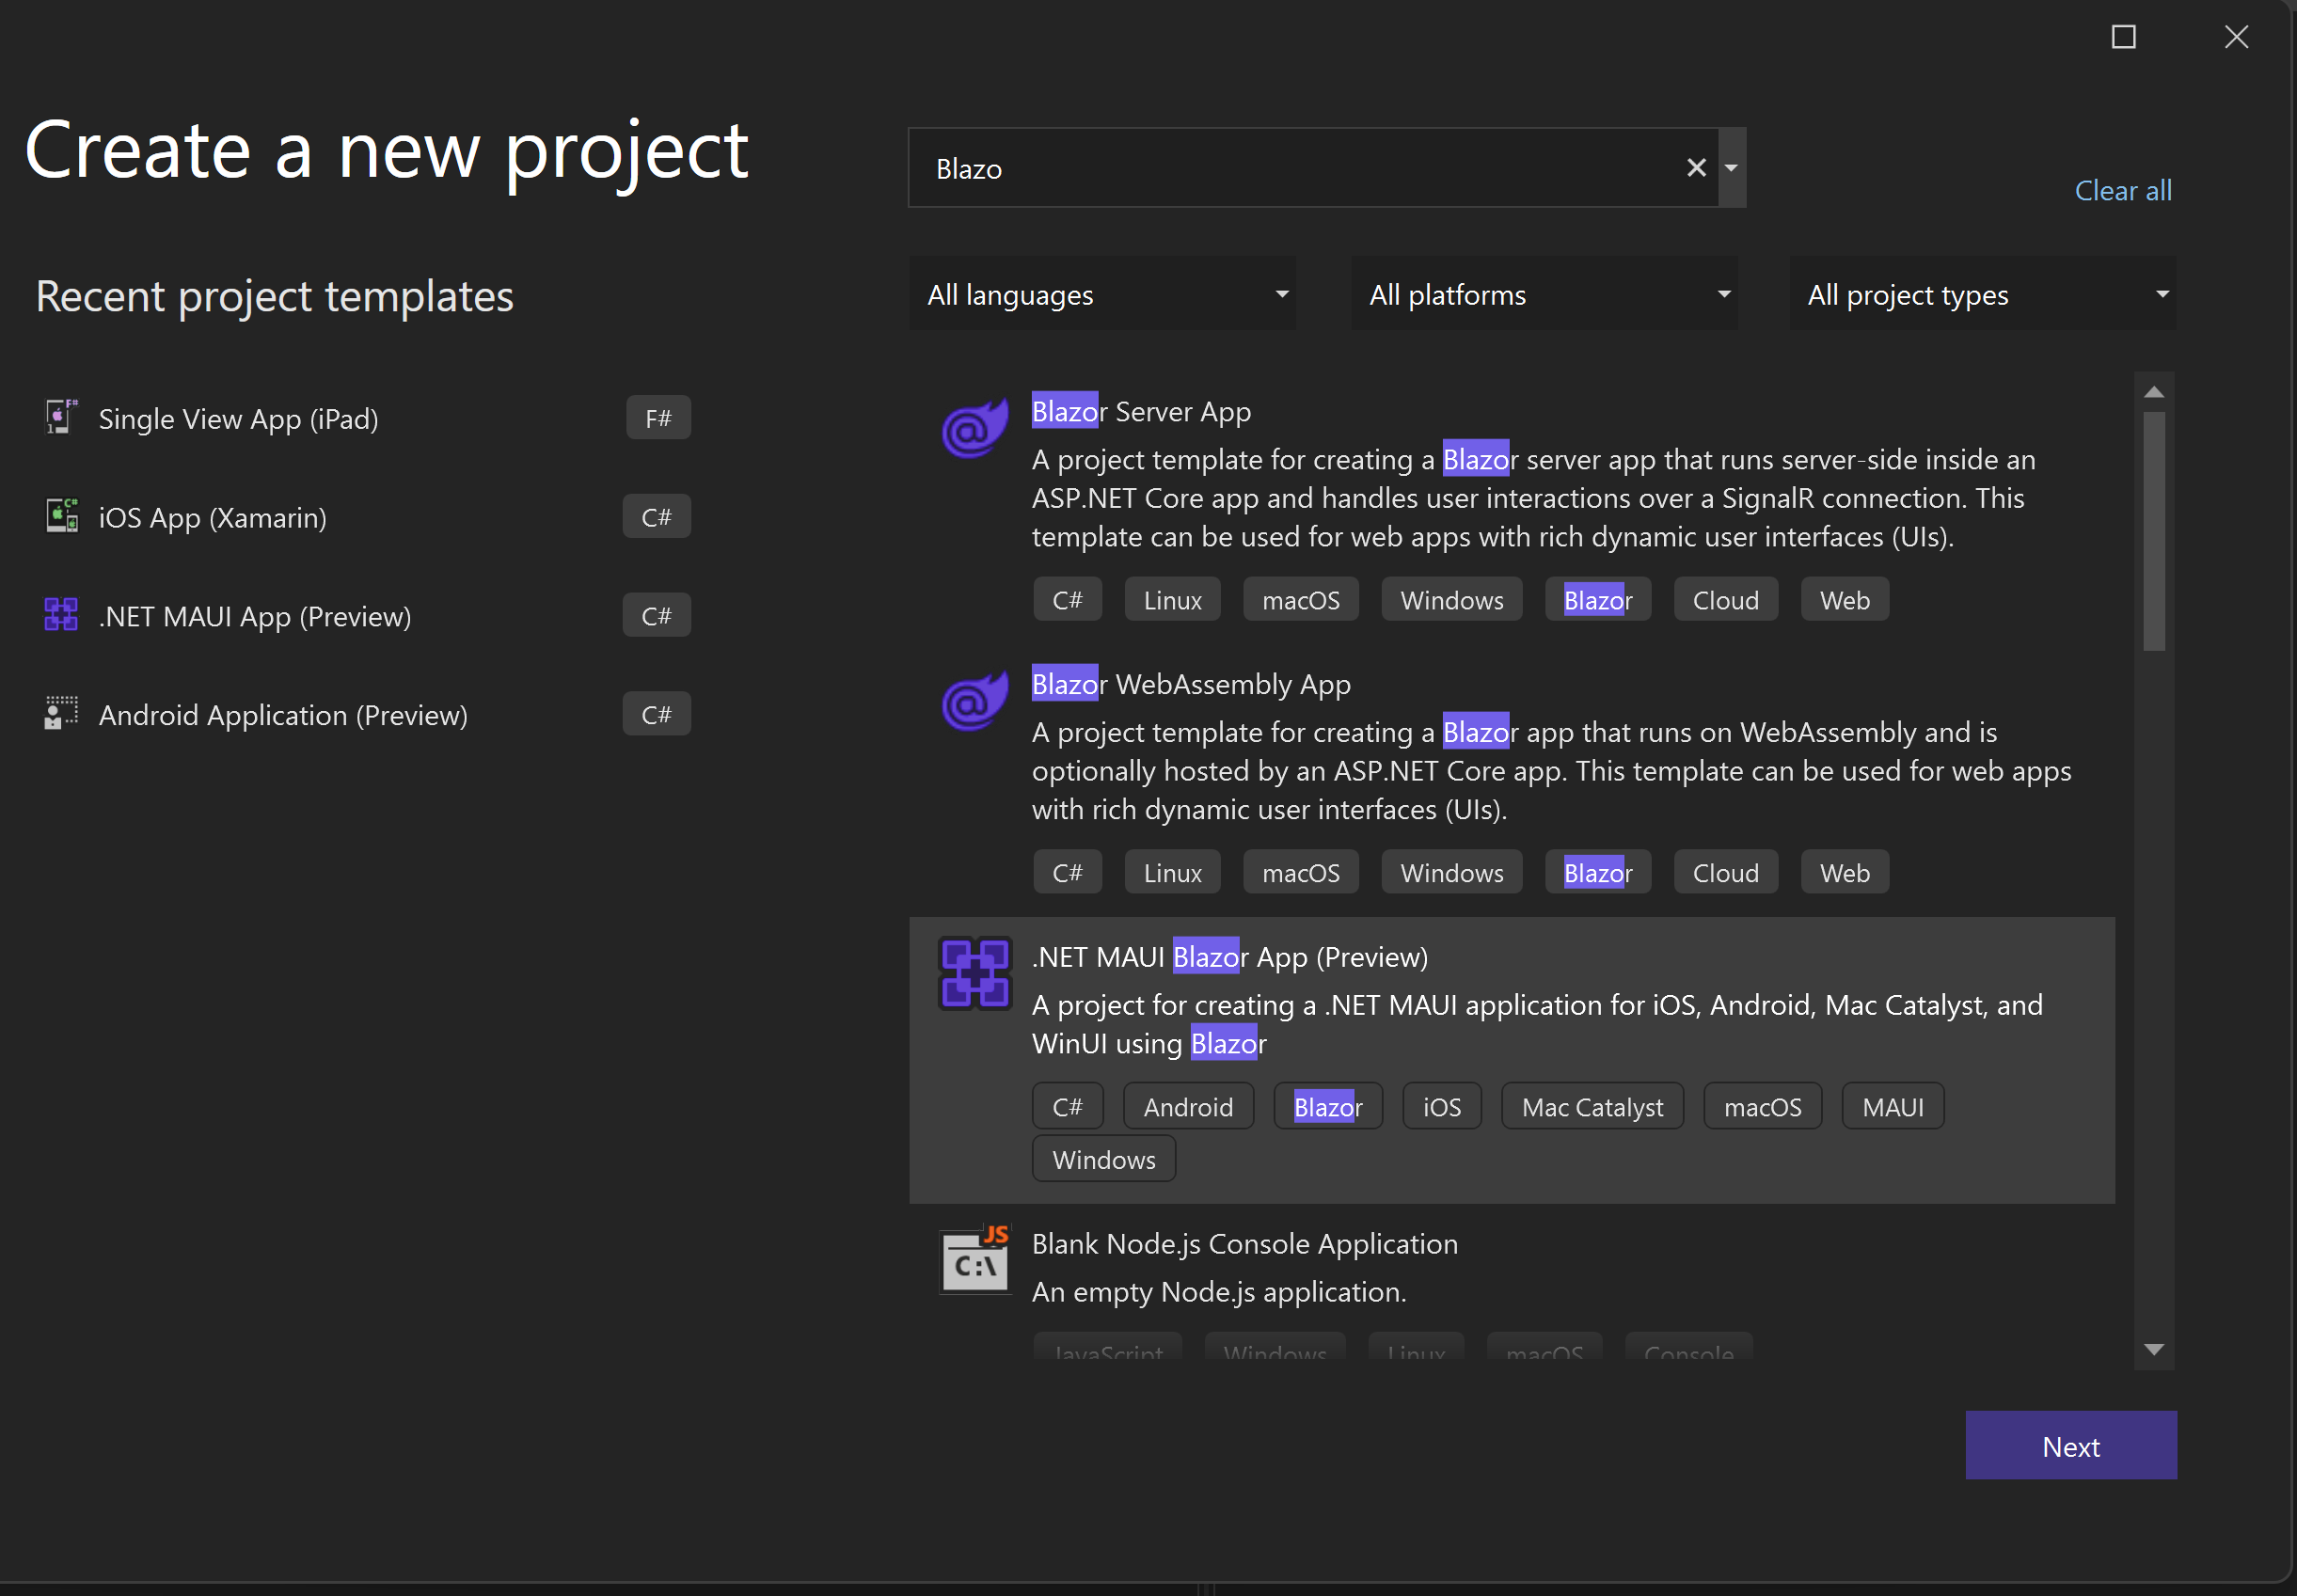 Create a new project
Blazo
Clear all
All languages
All platforms
All project types
Recent project templates
Single View App (iPad)
F#
iOS App (Xamarin)
C#
.NET MAUI App (Preview)
C#
Android Application (Preview)
C#
Blazor Server App
A project template for creating a Blazor server app that runs server-side inside an
ASP.NET Core app and handles user interactions over a SignalR connection. This
template can be used for web apps with rich dynamic user interfaces (UIs).
C# Linux macOS Windows Blazor Cloud Web
Blazor WebAssembly App
A project template for creating a Blazor app that runs on WebAssembly and is
optionally hosted by an ASP.NET Core app. This template can be used for web apps
with rich dynamic user interfaces (UIs).
C# Linux macOS Windows Blazor Cloud Web
.NET MAUI Blazor App (Preview)
A project for creating a .NET MAUI application for iOS, Android, Mac Catalyst, and
WinUI using Blazor
C# Android Blazor iOS Mac Catalyst macOS MAUI
Windows
JS
C:\
Blank Node.js Console Application
An empty Node.js application.
JavaScript Windows Linux macOS Console
Next